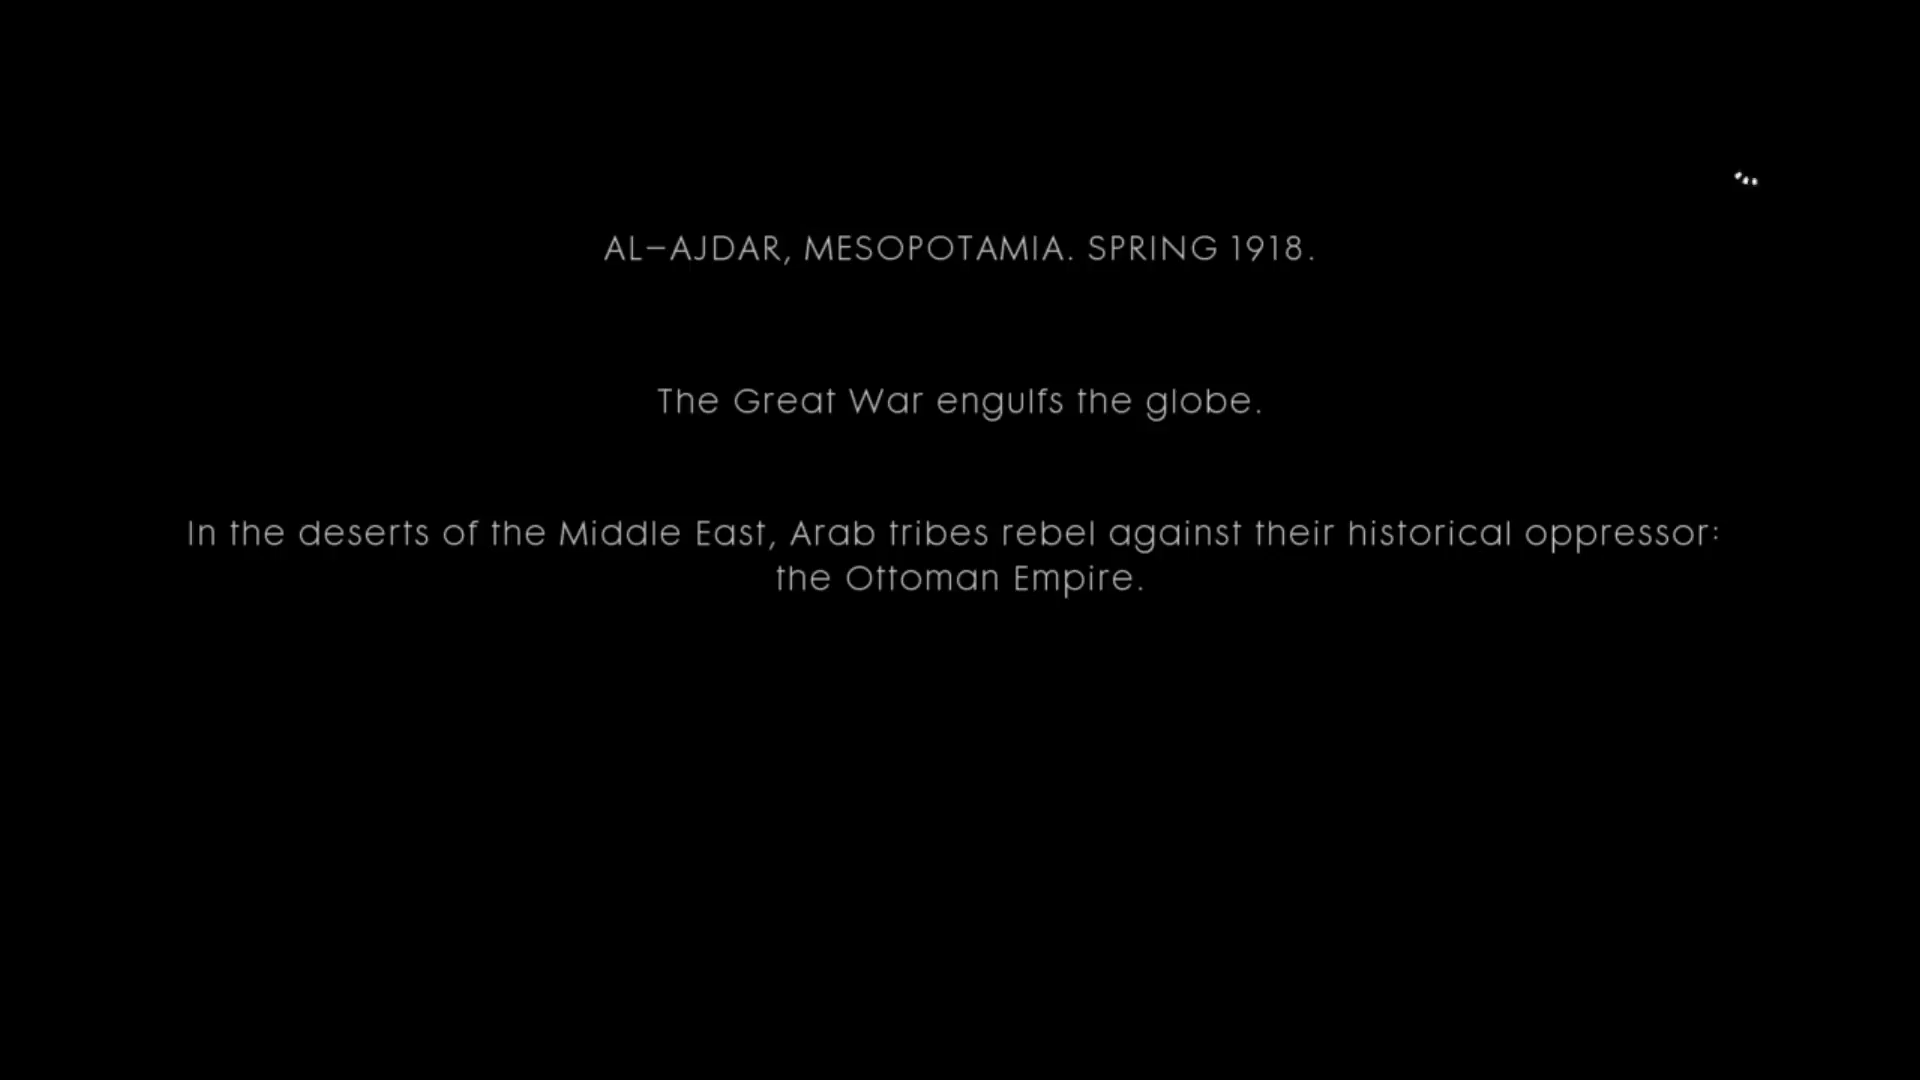 AL-AJDAR, MESOPOTAMIA. SPRING 1918.
The Great War engulfs the globe.
In the deserts of the Middle East, Arab tribes rebel against their historical oppressor:
the Ottoman Empire.